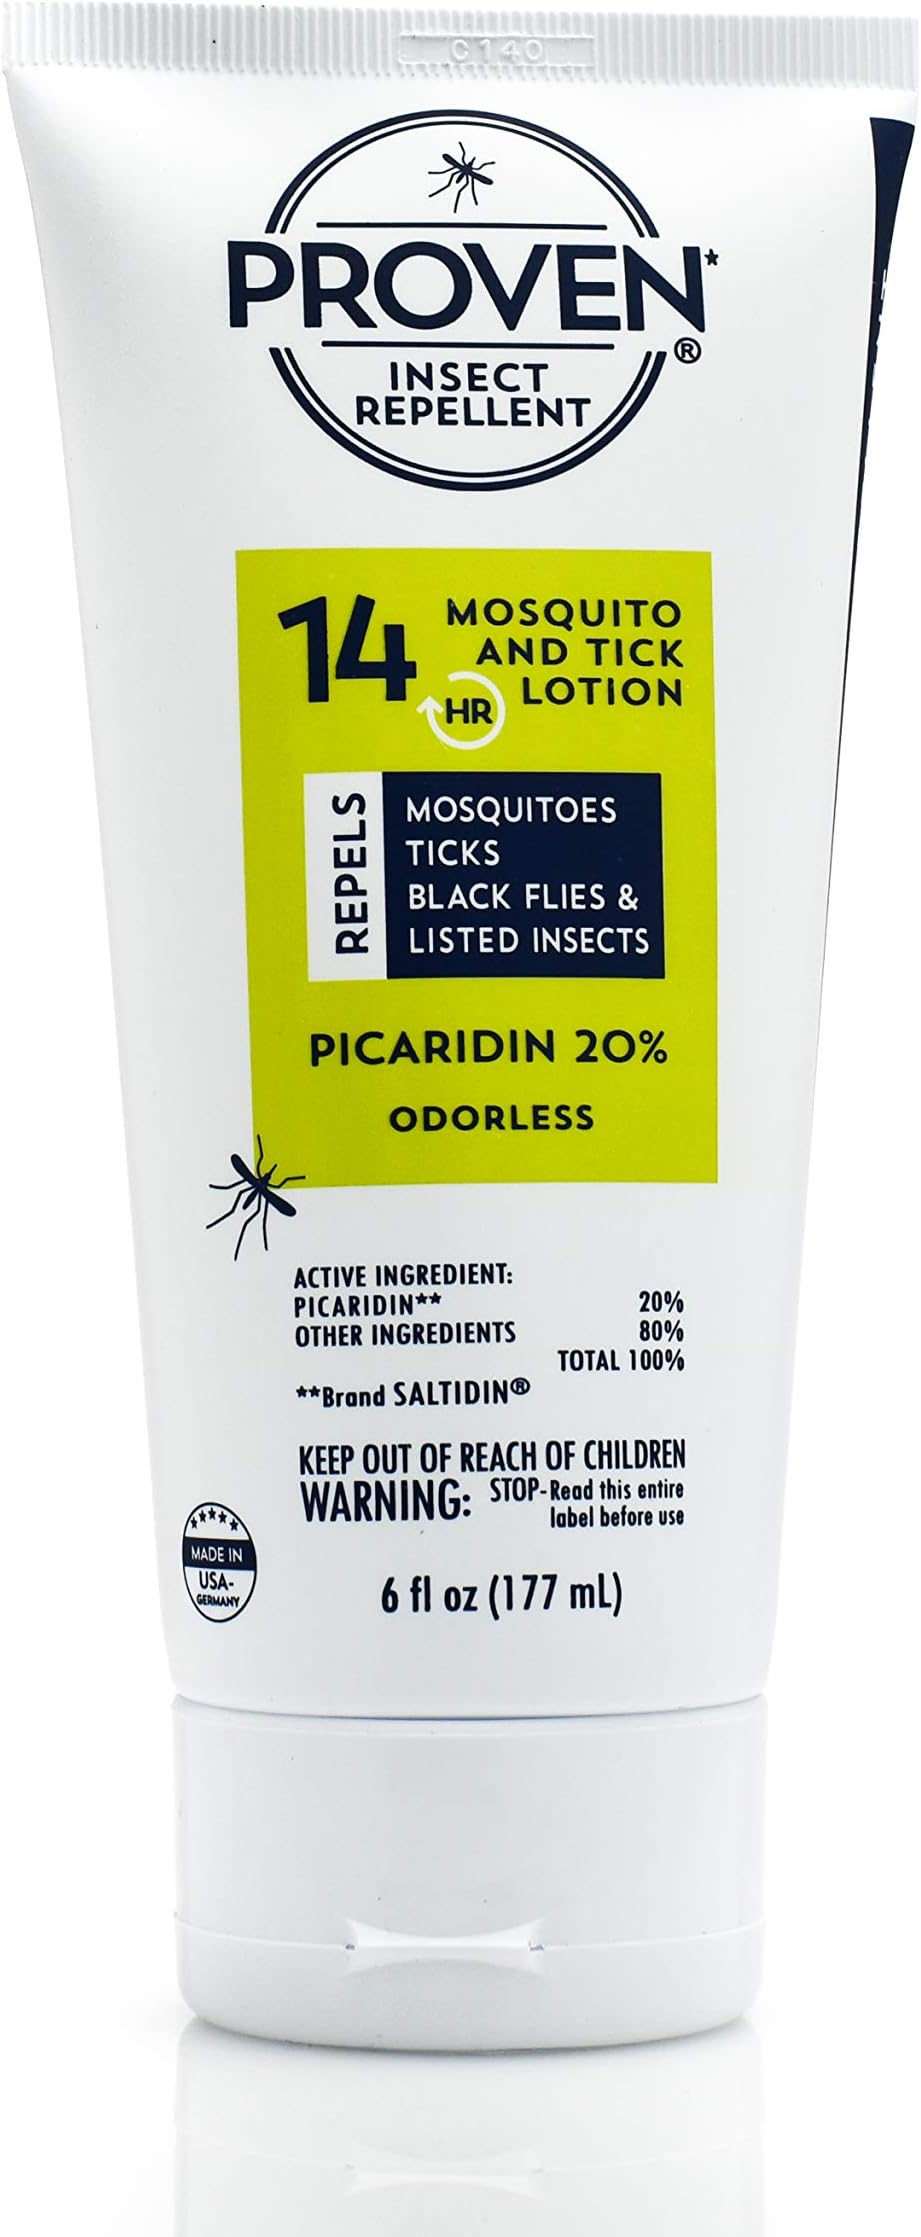 C140
PROVEN*
®
INSECT
REPELLENT
14 HR
MOSQUITO
AND TICK
LOTION
REPELS
MOSQUITOES
TICKS
BLACK FLIES &
LISTED INSECTS
PICARIDIN 20%
ODORLESS
ACTIVE INGREDIENT:
PICARIDIN** 20%
OTHER INGREDIENTS 80%
TOTAL 100%
**Brand SALTIDIN®
KEEP OUT OF REACH OF CHILDREN
WARNING: STOP-Read this entire
label before use
MADE IN
USA-
GERMANY
6 fl oz (177 mL)